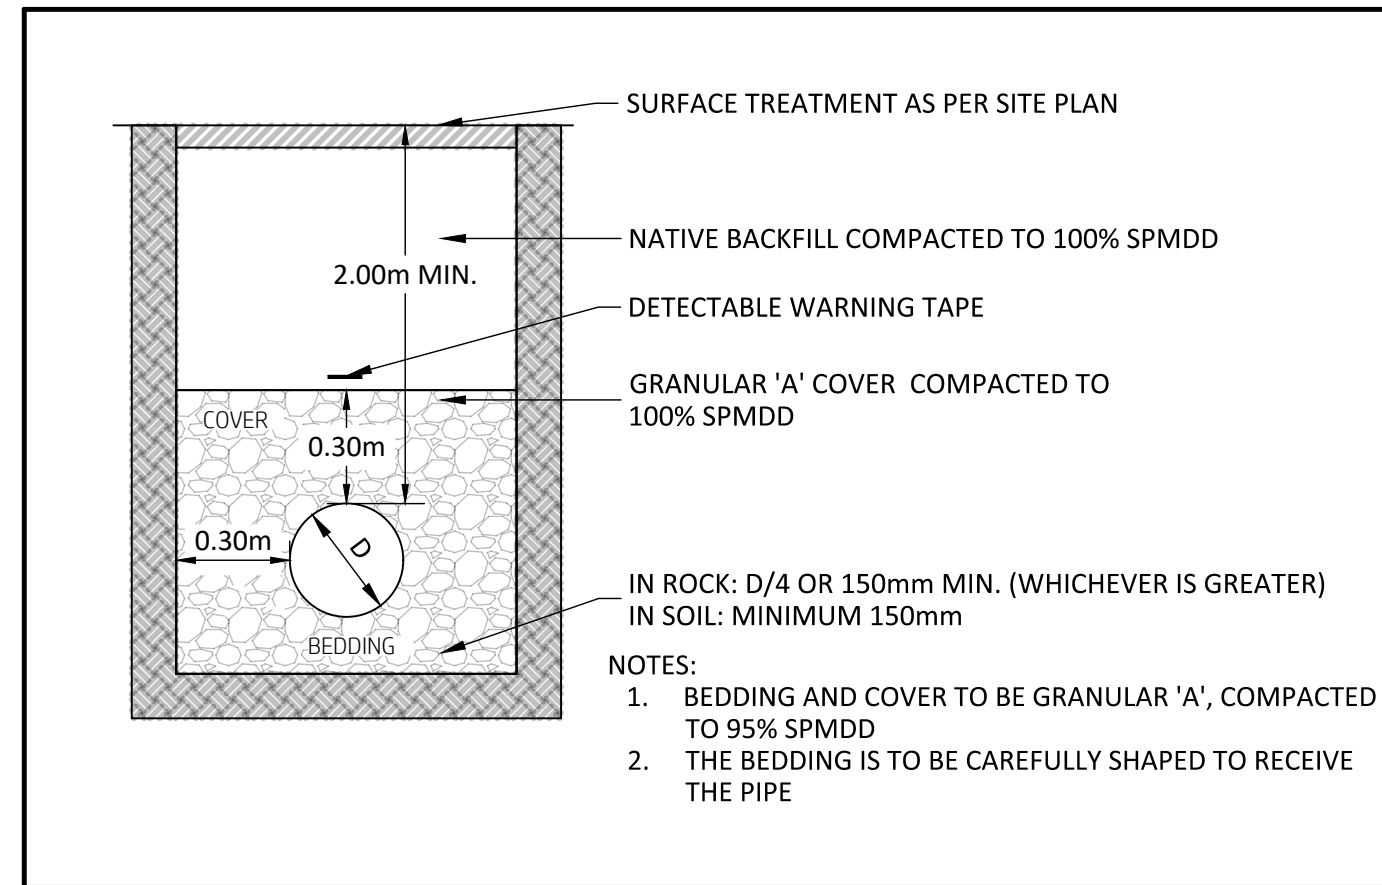 SURFACE TREATMENT AS PER SITE PLAN
NATIVE BACKFILL COMPACTED TO 100% SPMDD
2.00m MIN.
DETECTABLE WARNING TAPE
GRANULAR 'A' COVER COMPACTED TO
100% SPMDD
COVER
0.30m
0.30m
D
IN ROCK: D/4 OR 150mm MIN. (WHICHEVER IS GREATER)
IN SOIL: MINIMUM 150mm
BEDDING
NOTES:
1. BEDDING AND COVER TO BE GRANULAR 'A', COMPACTED
TO 95% SPMDD
2. THE BEDDING IS TO BE CAREFULLY SHAPED TO RECEIVE
THE PIPE